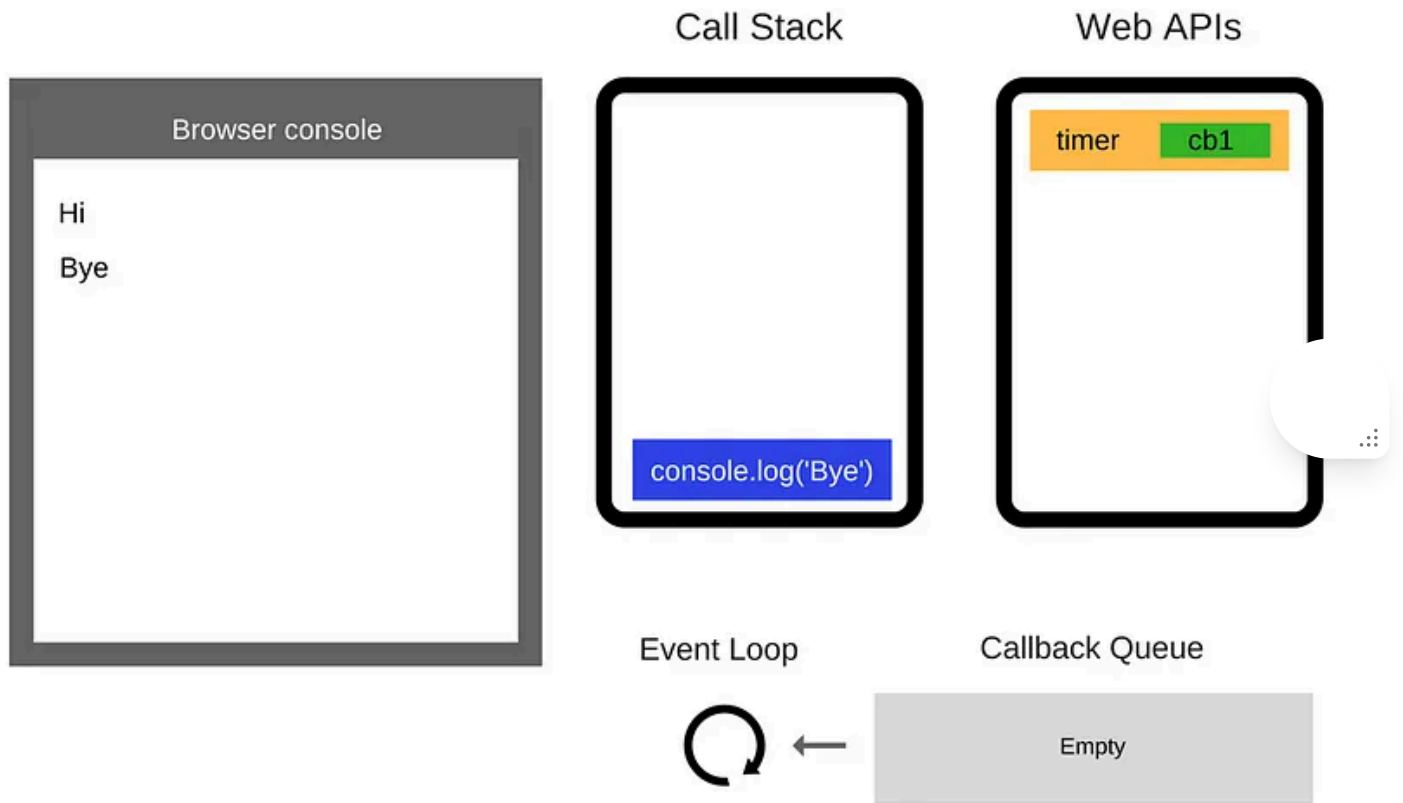 Call Stack
Web APIs
Browser console
Hi
Bye
console.log('Bye')
timer
cb1
Event Loop
Callback Queue
Empty